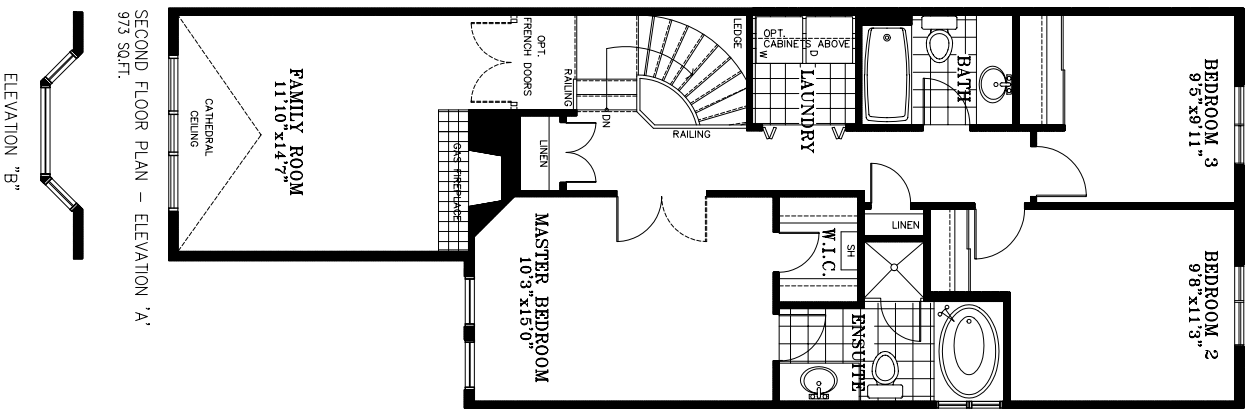 BEDROOM 3
9'5"x9'11"
BEDROOM 2
9'8"x11'3"
BATH
LINEN
OPT.
CABINETS ABOVE
W
D
LAUNDRY
W.I.C.
SH
ENSUITE
LEDGE
RAILING
DN
RAILING
OPT.
FRENCH DOORS
LINEN
MASTER BEDROOM
10'3"x15'0"
GAS FIREPLACE
FAMILY ROOM
11'10"x14'7"
CATHEDRAL
CEILING
SECOND FLOOR PLAN - ELEVATION 'A'
973 SQ.FT.
ELEVATION "B"